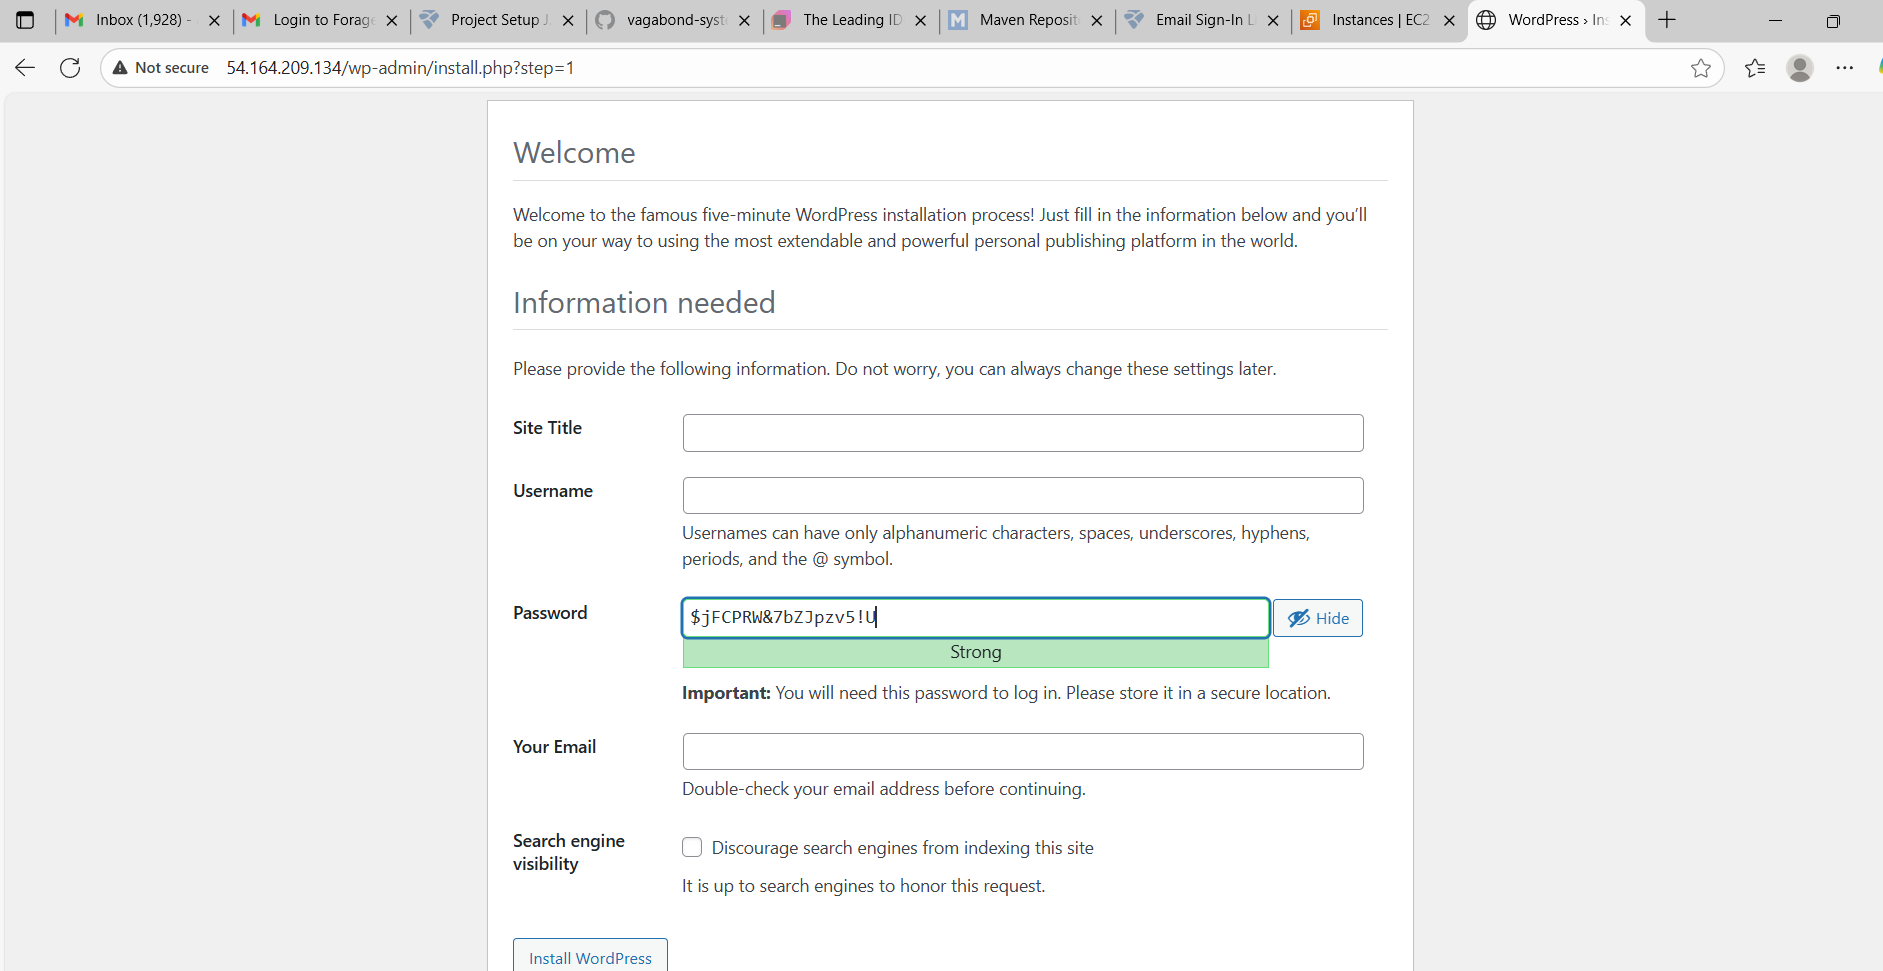 Inbox (1,928) -
Login to Forage
Project Setup J
vagabond-syst
The Leading ID
Maven Reposit
Email Sign-In L
Instances | EC2
WordPress › Ins
Not secure 54.164.209.134/wp-admin/install.php?step=1
Welcome
Welcome to the famous five-minute WordPress installation process! Just fill in the information below and you’ll
be on your way to using the most extendable and powerful personal publishing platform in the world.
Information needed
Please provide the following information. Do not worry, you can always change these settings later.
Site Title
Username
Usernames can have only alphanumeric characters, spaces, underscores, hyphens,
periods, and the @ symbol.
Password $jFCPRW&7bZJpzv5!U Hide
Strong
Important: You will need this password to log in. Please store it in a secure location.
Your Email
Double-check your email address before continuing.
Search engine
visibility
Discourage search engines from indexing this site
It is up to search engines to honor this request.
Install WordPress